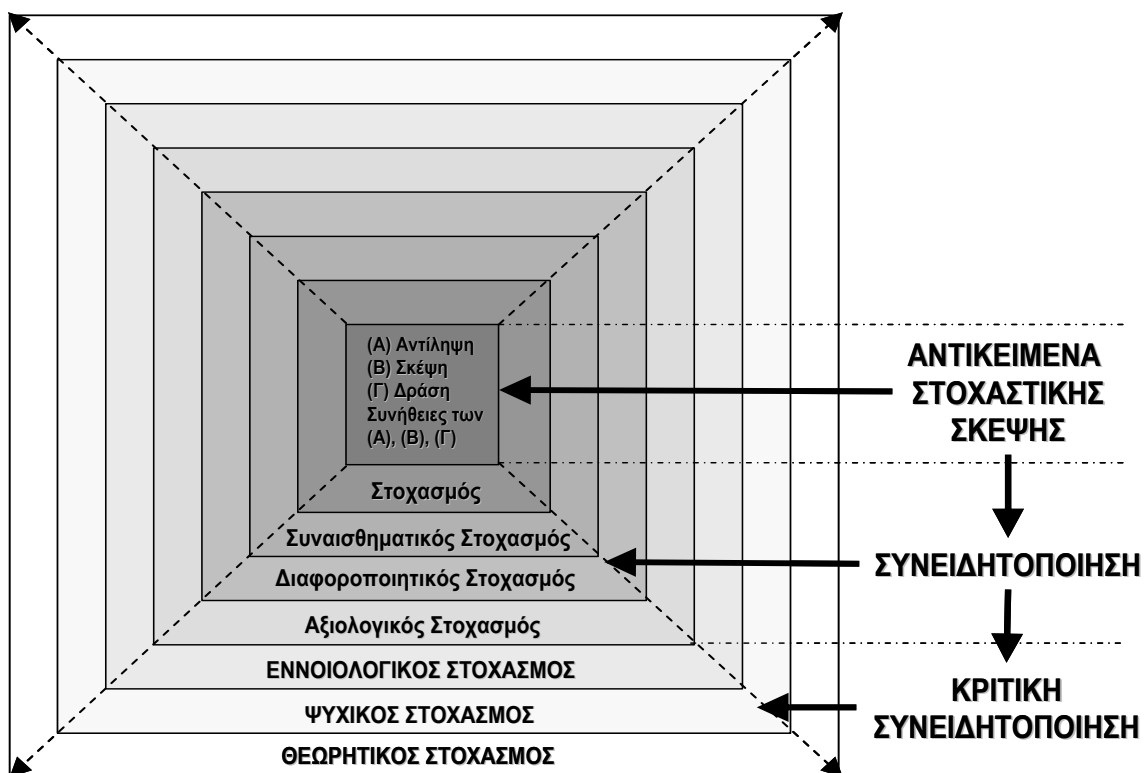 (Α) Αντίληψη
(Β) Σκέψη
(Γ) Δράση
Συνήθειες των
(Α), (Β), (Γ)
Στοχασμός
Συναισθηματικός Στοχασμός
Διαφοροποιητικός Στοχασμός
Αξιολογικός Στοχασμός
ΕΝΝΟΙΟΛΟΓΙΚΟΣ ΣΤΟΧΑΣΜΟΣ
ΨΥΧΙΚΟΣ ΣΤΟΧΑΣΜΟΣ
ΘΕΩΡΗΤΙΚΟΣ ΣΤΟΧΑΣΜΟΣ
ΑΝΤΙΚΕΙΜΕΝΑ
ΣΤΟΧΑΣΤΙΚΗΣ
ΣΚΕΨΗΣ
ΣΥΝΕΙΔΗΤΟΠΟΙΗΣΗ
ΚΡΙΤΙΚΗ
ΣΥΝΕΙΔΗΤΟΠΟΙΗΣΗ